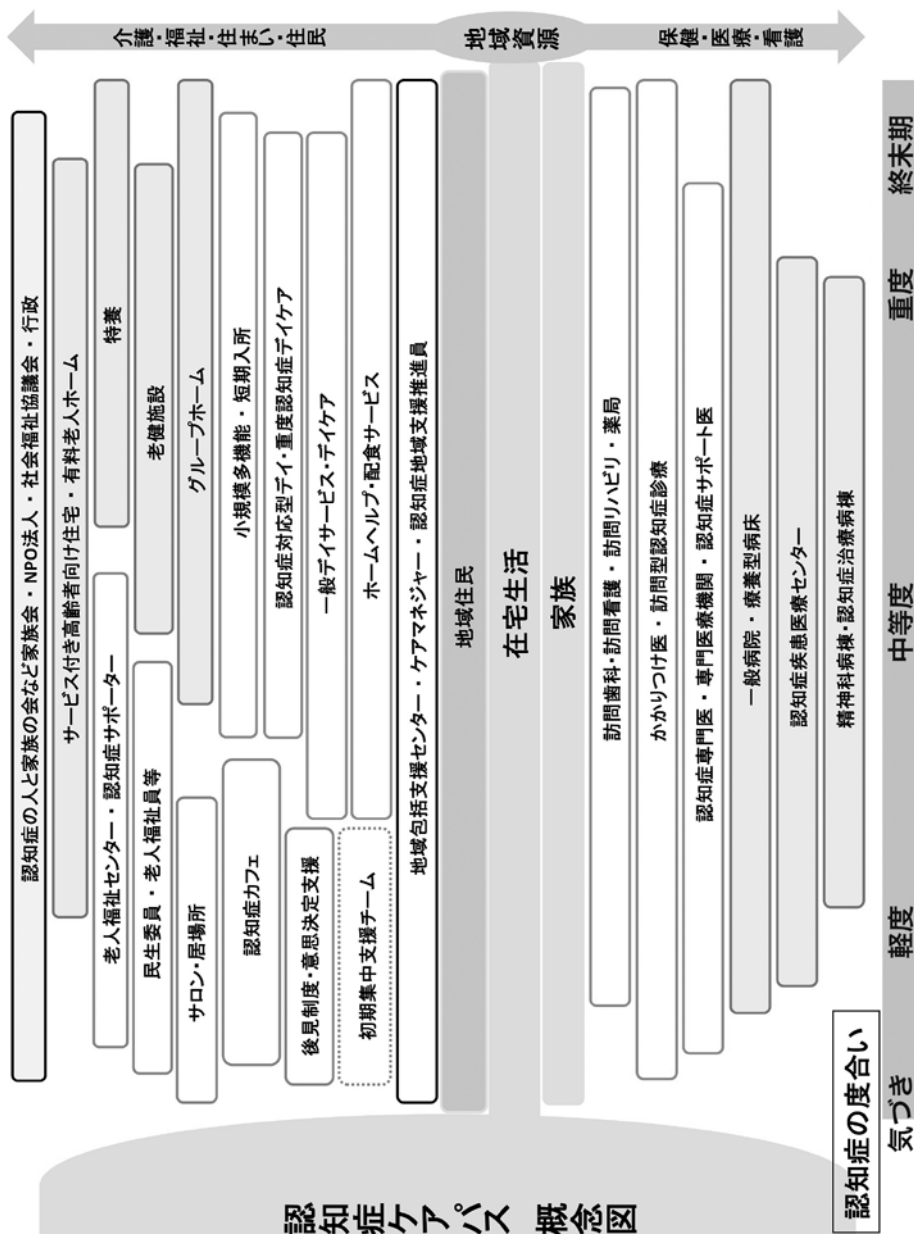 認知症ケアパス 概念図
介護・福祉・住まい・住民
地域資源
保健・医療・看護
認知症の人と家族の会など家族会・NPO法人・社会福祉協議会・行政
サービス付き高齢者向け住宅・有料老人ホーム
老人福祉センター・認知症サポーター
特養
民生委員・老人福祉員等
老健施設
サロン・居場所
グループホーム
認知症カフェ
小規模多機能・短期入所
後見制度・意思決定支援
認知症対応型デイ・重度認知症デイケア
一般デイサービス・デイケア
初期集中支援チーム
ホームヘルプ・配食サービス
地域包括支援センター・ケアマネジャー・認知症地域支援推進員
地域住民
在宅生活
家族
訪問歯科・訪問看護・訪問リハビリ・薬局
かかりつけ医・訪問型認知症診療
認知症専門医・専門医療機関・認知症サポート医
一般病院・療養型病床
認知症疾患医療センター
精神科病棟・認知症治療病棟
認知症の度合い
気づき
軽度
中等度
重度
終末期